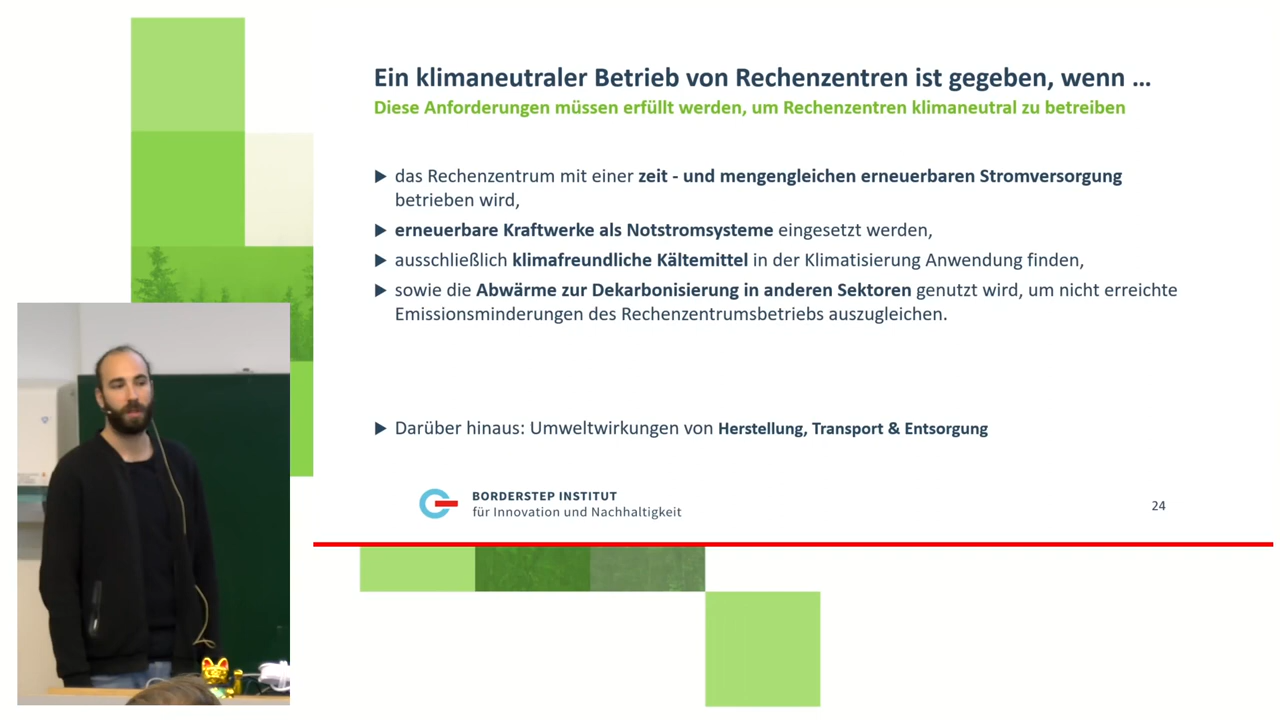 Ein klimaneutraler Betrieb von Rechenzentren ist gegeben, wenn ...
Diese Anforderungen müssen erfüllt werden, um Rechenzentren klimaneutral zu betreiben
das Rechenzentrum mit einer zeit - und mengengleichen erneuerbaren Stromversorgung
betrieben wird,
erneuerbare Kraftwerke als Notstromsysteme eingesetzt werden,
ausschließlich klimafreundliche Kältemittel in der Klimatisierung Anwendung finden,
sowie die Abwärme zur Dekarbonisierung in anderen Sektoren genutzt wird, um nicht erreichte
Emissionsminderungen des Rechenzentrumsbetriebs auszugleichen.
Darüber hinaus: Umweltwirkungen von Herstellung, Transport & Entsorgung
BORDERSTEP INSTITUT
für Innovation und Nachhaltigkeit
24